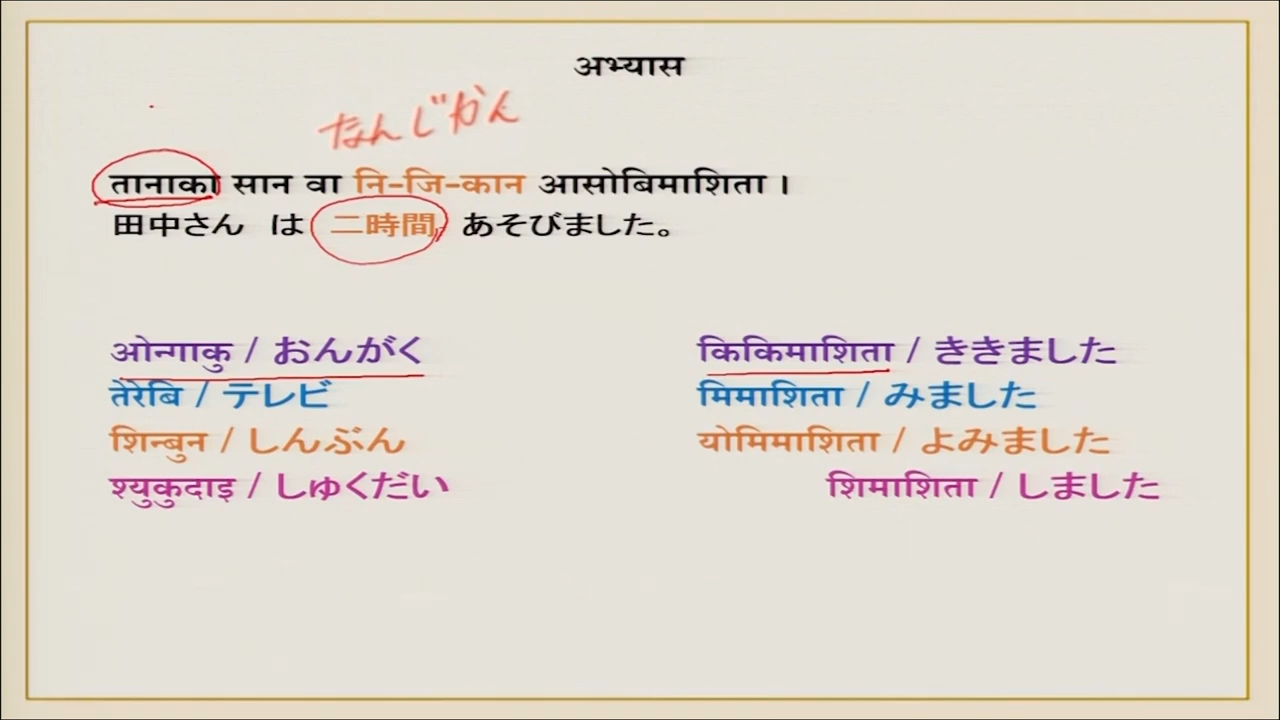 अभ्यास
なんじかん
तानाका सान वा नि-जि-कान आसोबिमाशिता ।
田中さん は 二時間 あそびました。
ओन्गाकु / おんがく किकिमाशिता / ききました
तेरेबि / テレビ मिमाशिता / みました
शिन्बुन / しんぶん योमिमाशिता / よみました
श्युकुदाइ / しゅくだい शिमाशिता / しました